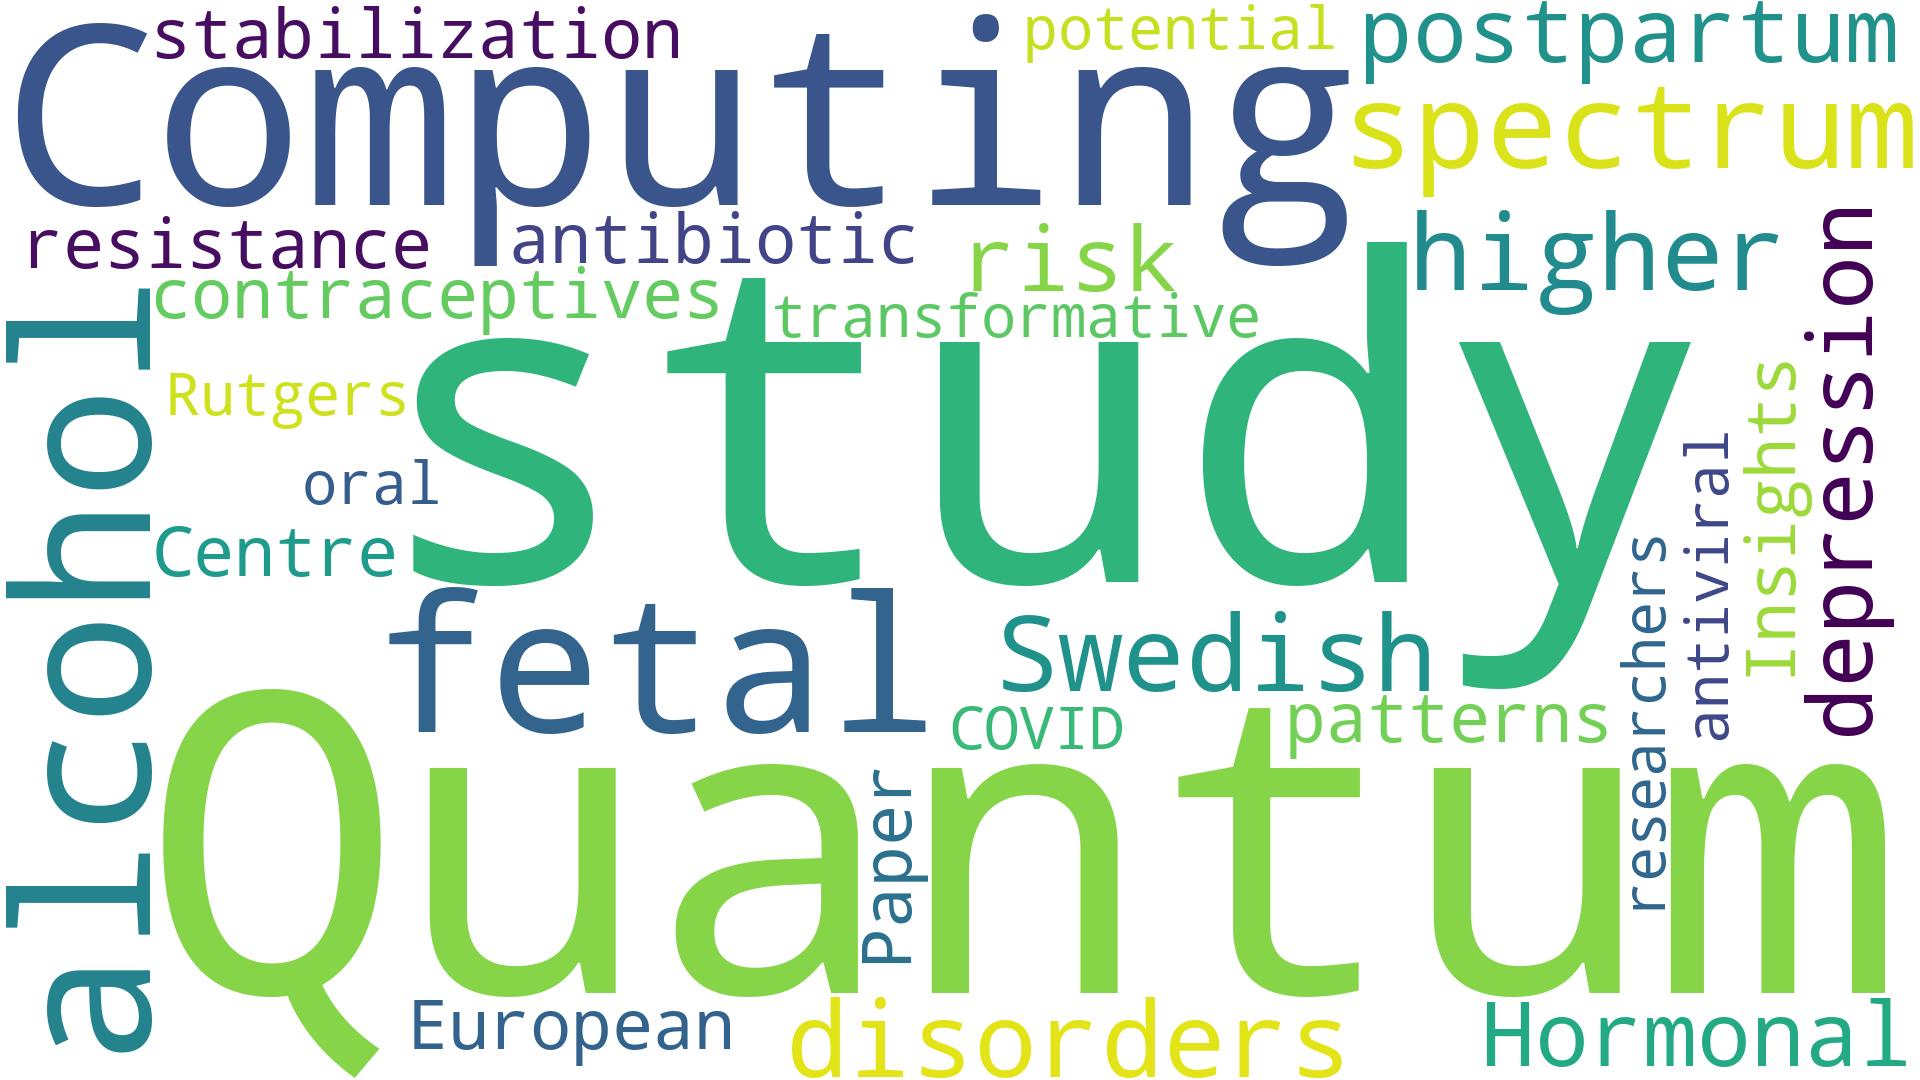 stabilization
potential
postpartum
Computing
spectrum
resistance
antibiotic
risk
higher
contraceptives
transformative
depression
alcohol
study
Rutgers
Insights
oral
antiviral
Centre
researchers
fetal
Swedish
COVID
patterns
Quantum
Paper
European
disorders
Hormonal